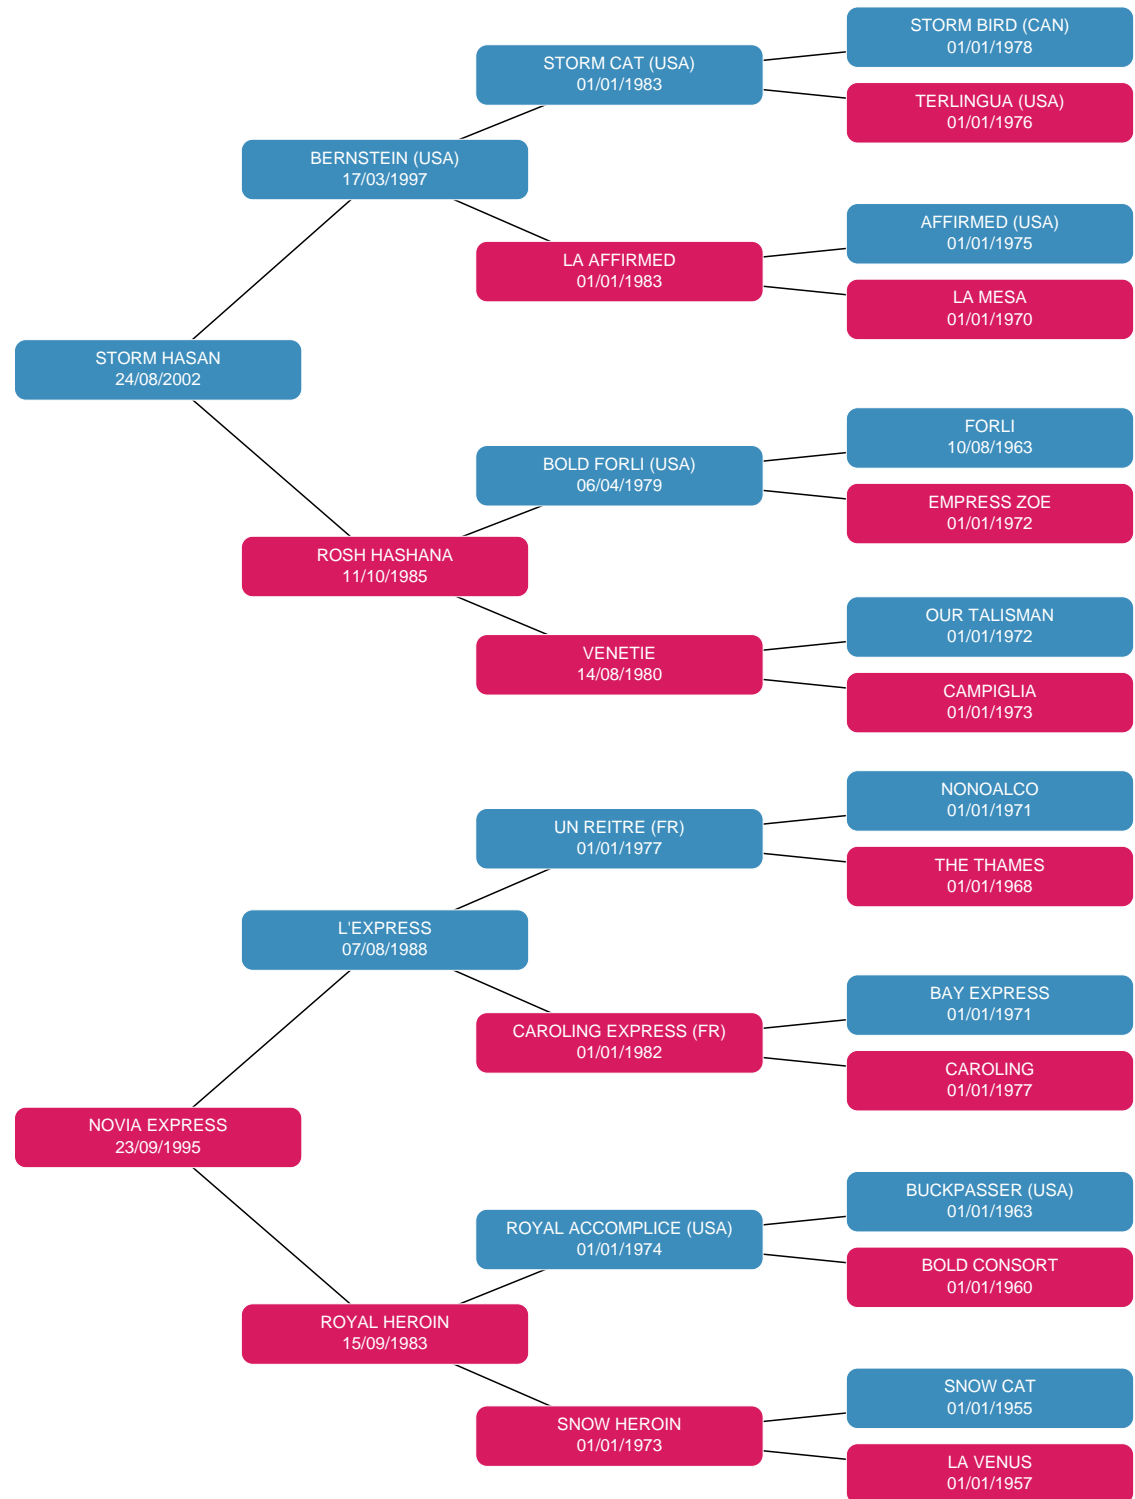 STORM BIRD (CAN)
01/01/1978
STORM CAT (USA)
01/01/1983
TERLINGUA (USA)
01/01/1976
BERNSTEIN (USA)
17/03/1997
AFFIRMED (USA)
01/01/1975
LA AFFIRMED
01/01/1983
LA MESA
01/01/1970
STORM HASAN
24/08/2002
FORLI
10/08/1963
BOLD FORLI (USA)
06/04/1979
EMPRESS ZOE
01/01/1972
ROSH HASHANA
11/10/1985
OUR TALISMAN
01/01/1972
VENETIE
14/08/1980
CAMPIGLIA
01/01/1973
NONOALCO
01/01/1971
UN REITRE (FR)
01/01/1977
THE THAMES
01/01/1968
L'EXPRESS
07/08/1988
BAY EXPRESS
01/01/1971
CAROLING EXPRESS (FR)
01/01/1982
CAROLING
01/01/1977
NOVIA EXPRESS
23/09/1995
BUCKPASSER (USA)
01/01/1963
ROYAL ACCOMPLICE (USA)
01/01/1974
BOLD CONSORT
01/01/1960
ROYAL HEROIN
15/09/1983
SNOW CAT
01/01/1955
SNOW HEROIN
01/01/1973
LA VENUS
01/01/1957